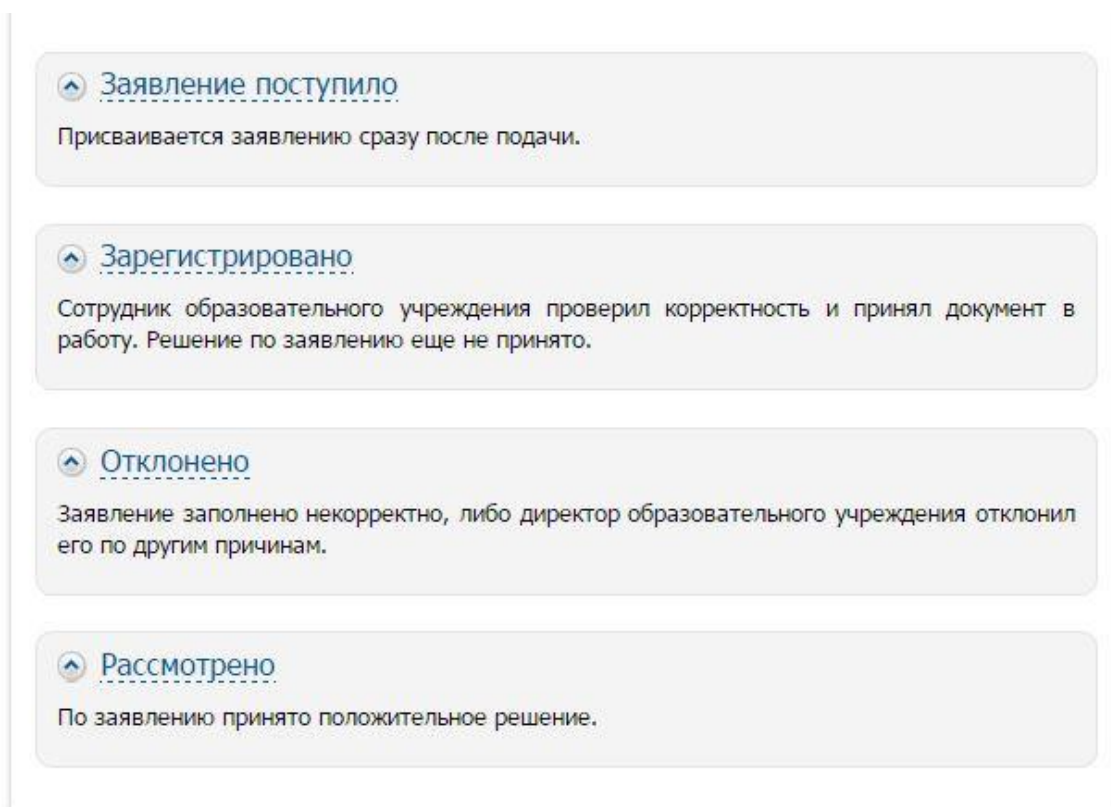 Заявление поступило
Присваивается заявлению сразу после подачи.
Зарегистрировано
Сотрудник образовательного учреждения проверил корректность и принял документ в
работу. Решение по заявлению еще не принято.
Отклонено
Заявление заполнено некорректно, либо директор образовательного учреждения отклонил
его по другим причинам.
Рассмотрено
По заявлению принято положительное решение.